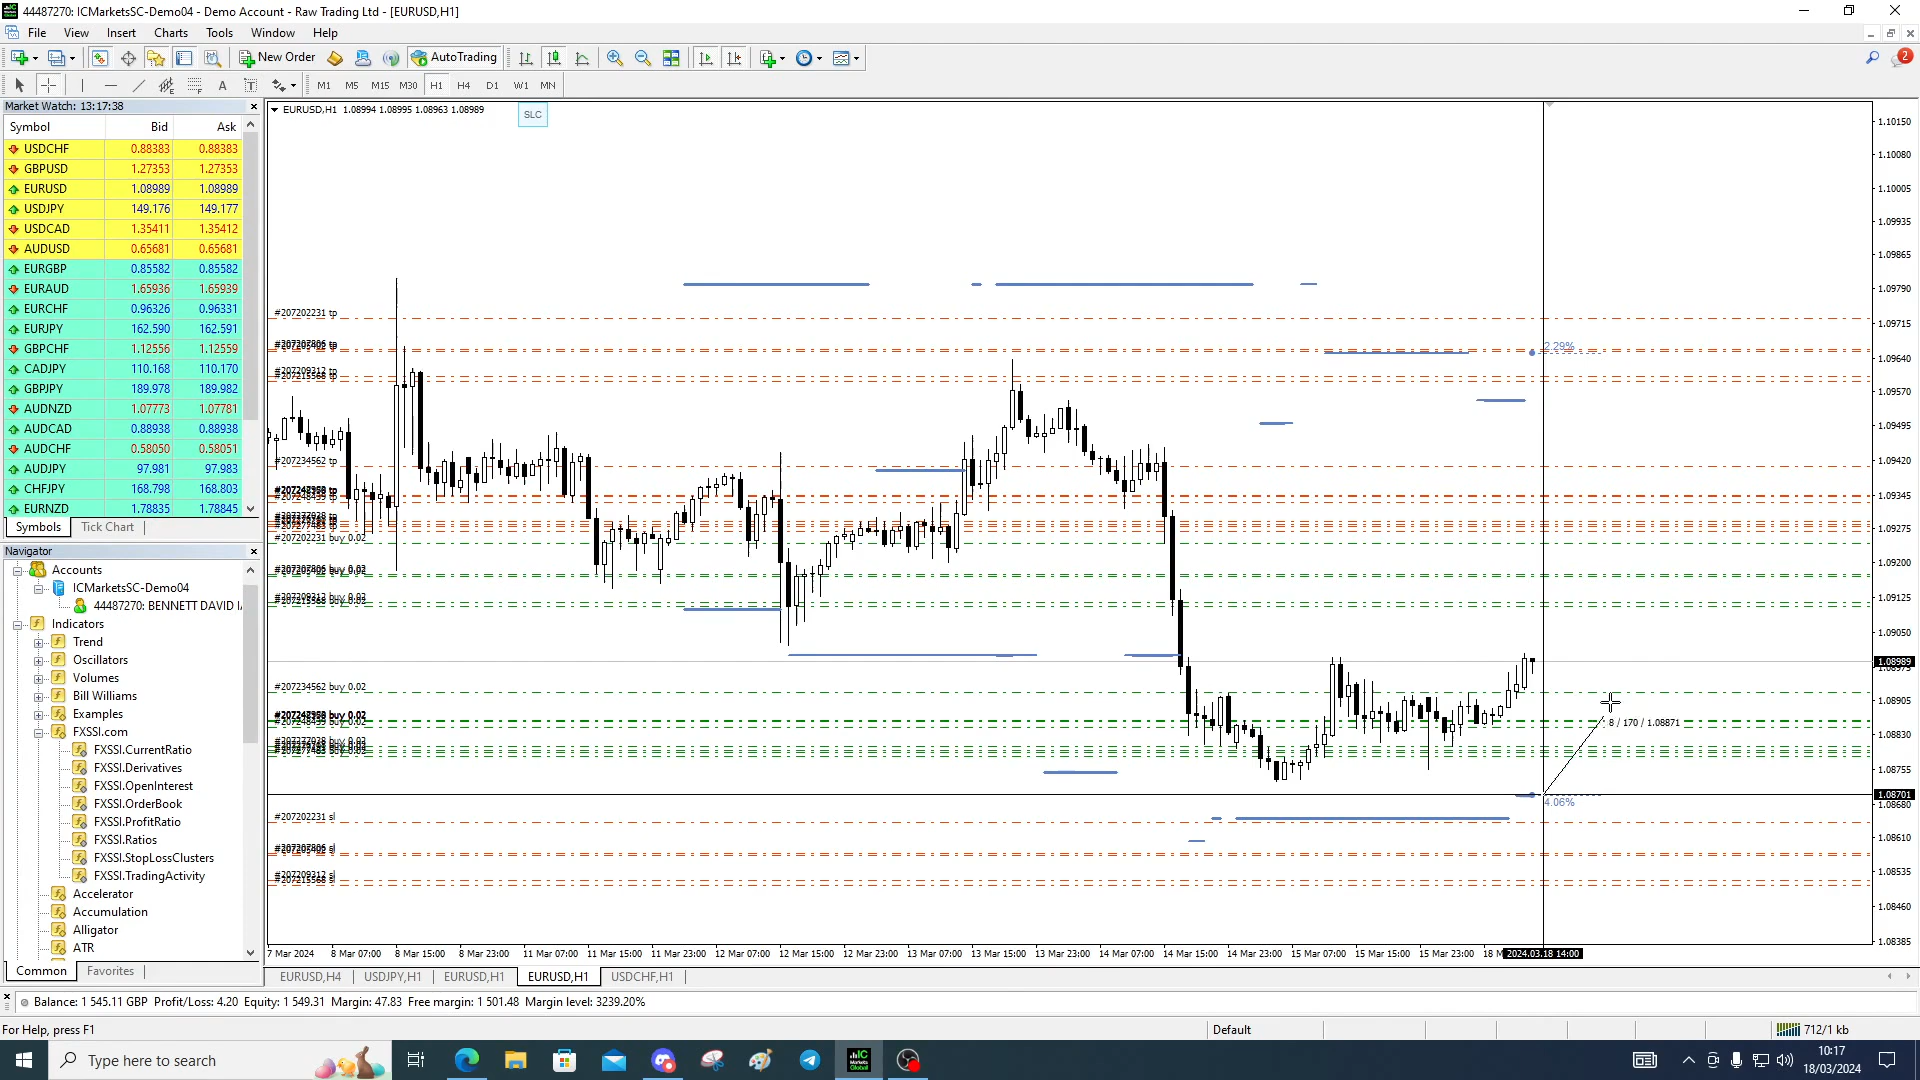 44487270: ICMarketsSC-Demo04 - Demo Account - Raw Trading Ltd - [EURUSD,H1]
File View Insert Charts Tools Window Help
New Order AutoTrading
2
M1 M5 M15 M30 H1 H4 D1 W1 MN
Market Watch: 13:17:38
Symbol Bid Ask
USDCHF 0.88383 0.88383
GBPUSD 1.27353 1.27353
EURUSD 1.08989 1.08989
USDJPY 149.176 149.177
USDCAD 1.35411 1.35412
AUDUSD 0.65681 0.65681
EURGBP 0.85582 0.85582
EURAUD 1.65936 1.65939
EURCHF 0.96326 0.96331
EURJPY 162.590 162.591
GBPCHF 1.12556 1.12559
CADJPY 110.168 110.170
GBPJPY 189.978 189.982
AUDNZD 1.07773 1.07781
AUDCAD 0.88938 0.88938
AUDCHF 0.58050 0.58051
AUDJPY 97.981 97.983
CHFJPY 168.798 168.803
EURNZD 1.78835 1.78845
Symbols Tick Chart
Navigator
Accounts
ICMarketsSC-Demo04
44487270: BENNETT DAVID
Indicators
Trend
Oscillators
Volumes
Bill Williams
Examples
FXSSI.com
FXSSI.CurrentRatio
FXSSI.Derivatives
FXSSI.OpenInterest
FXSSI.OrderBook
FXSSI.ProfitRatio
FXSSI.Ratios
FXSSI.StopLossClusters
FXSSI.TradingActivity
Accelerator
Accumulation
Alligator
ATR
Common Favorites
EURUSD,H1 1.08994 1.08995 1.08963 1.08989
SLC
#207202231 tp
#207209312 tp
#207215568 tp
#207234562 tp
#207202231 buy 0.02
#207215568 buy 0.02
#207234562 buy 0.02
#207202231 sl
#207209312 sl
#207215568 sl
2.29%
8 / 170 / 1.08871
4.06%
1.10150
1.10080
1.10005
1.09935
1.09865
1.09790
1.09715
1.09640
1.09570
1.09495
1.09420
1.09345
1.09275
1.09200
1.09125
1.09050
1.08989
1.08905
1.08830
1.08755
1.08701
1.08680
1.08610
1.08535
1.08460
1.08385
7 Mar 2024 8 Mar 07:00 8 Mar 15:00 8 Mar 23:00 11 Mar 07:00 11 Mar 15:00 11 Mar 23:00 12 Mar 07:00 12 Mar 15:00 12 Mar 23:00 13 Mar 07:00 13 Mar 15:00 13 Mar 23:00 14 Mar 07:00 14 Mar 15:00 14 Mar 23:00 15 Mar 07:00 15 Mar 15:00 15 Mar 23:00 18 M 2024.03.18 14:00
EURUSD,H4 USDJPY,H1 EURUSD,H1 EURUSD,H1 USDCHF,H1
Balance: 1 545.11 GBP Profit/Loss: 4.20 Equity: 1 549.31 Margin: 47.83 Free margin: 1 501.48 Margin level: 3239.20%
For Help, press F1 Default 712/1 kb
Type here to search
10:17
18/03/2024